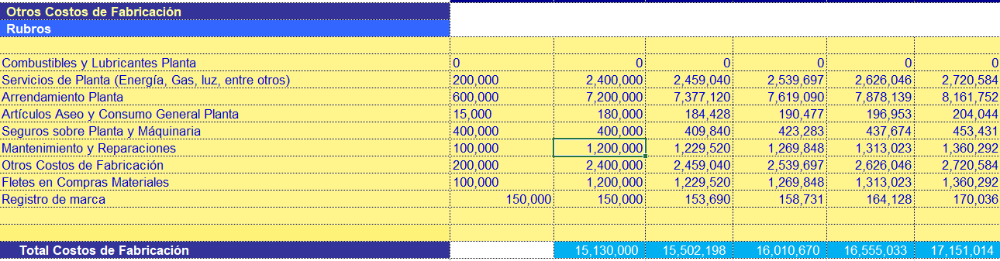 Otros Costos de Fabricación
Rubros
Combustibles y Lubricantes Planta 0 0 0 0 0 0
Servicios de Planta (Energía, Gas, luz, entre otros) 200,000 2,400,000 2,459,040 2,539,697 2,626,046 2,720,584
Arrendamiento Planta 600,000 7,200,000 7,377,120 7,619,090 7,878,139 8,161,752
Artículos Aseo y Consumo General Planta 15,000 180,000 184,428 190,477 196,953 204,044
Seguros sobre Planta y Máquinaria 400,000 400,000 409,840 423,283 437,674 453,431
Mantenimiento y Reparaciones 100,000 1,200,000 1,229,520 1,269,848 1,313,023 1,360,292
Otros Costos de Fabricación 200,000 2,400,000 2,459,040 2,539,697 2,626,046 2,720,584
Fletes en Compras Materiales 100,000 1,200,000 1,229,520 1,269,848 1,313,023 1,360,292
Registro de marca 150,000 150,000 153,690 158,731 164,128 170,036
Total Costos de Fabricación 15,130,000 15,502,198 16,010,670 16,555,033 17,151,014